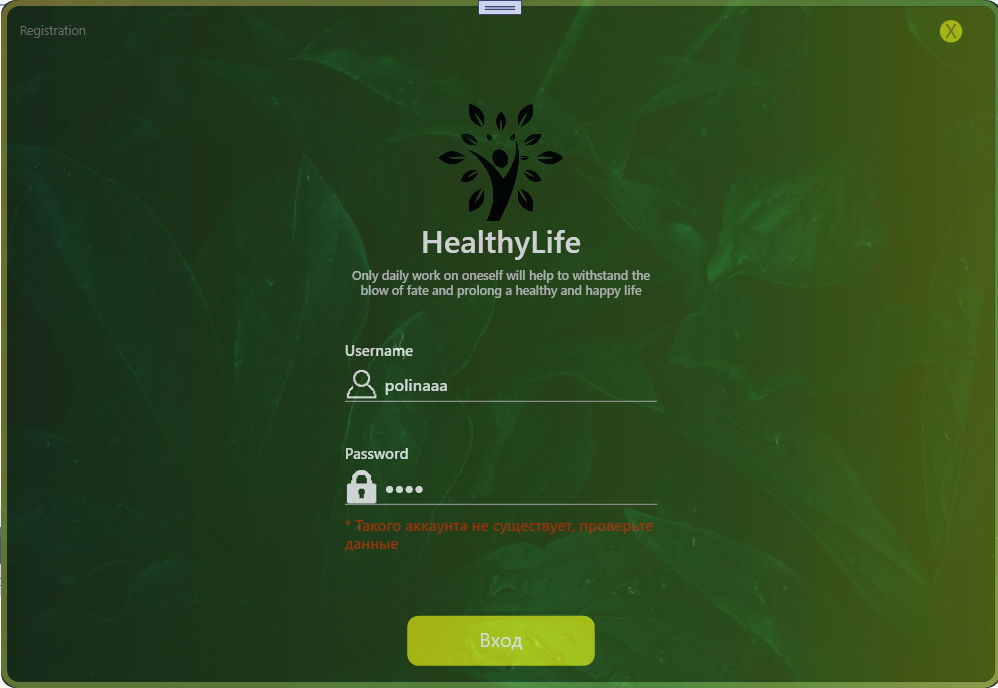 Registration
X
HealthyLife
Only daily work on oneself will help to withstand the
blow of fate and prolong a healthy and happy life
Username
polinaaa
Password
* Такого аккаунта не существует, проверьте
данные
Вход